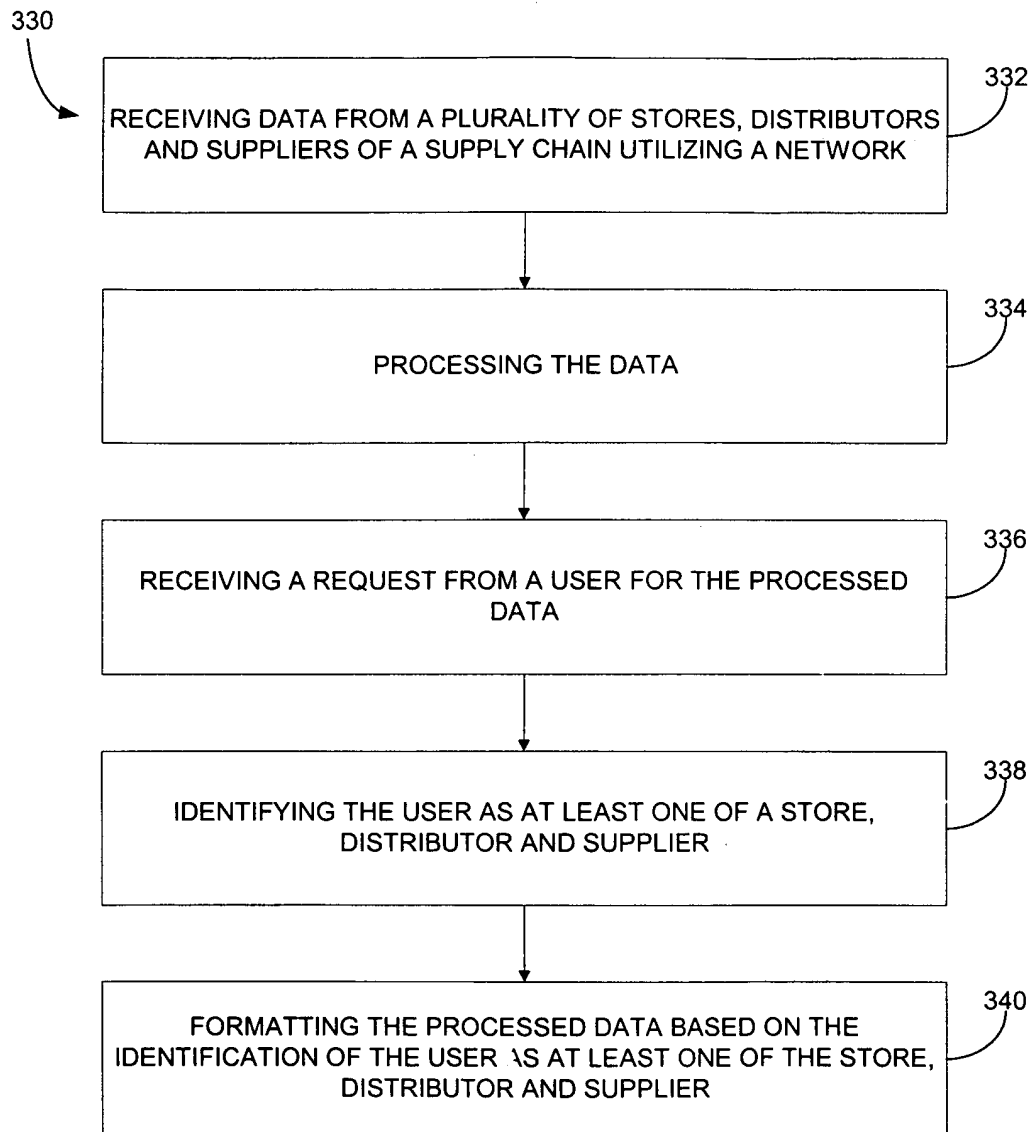 330
332
RECEIVING DATA FROM A PLURALITY OF STORES, DISTRIBUTORS
AND SUPPLIERS OF A SUPPLY CHAIN UTILIZING A NETWORK
334
PROCESSING THE DATA
336
RECEIVING A REQUEST FROM A USER FOR THE PROCESSED
DATA
338
IDENTIFYING THE USER AS AT LEAST ONE OF A STORE,
DISTRIBUTOR AND SUPPLIER
340
FORMATTING THE PROCESSED DATA BASED ON THE
IDENTIFICATION OF THE USER AS AT LEAST ONE OF THE STORE,
DISTRIBUTOR AND SUPPLIER